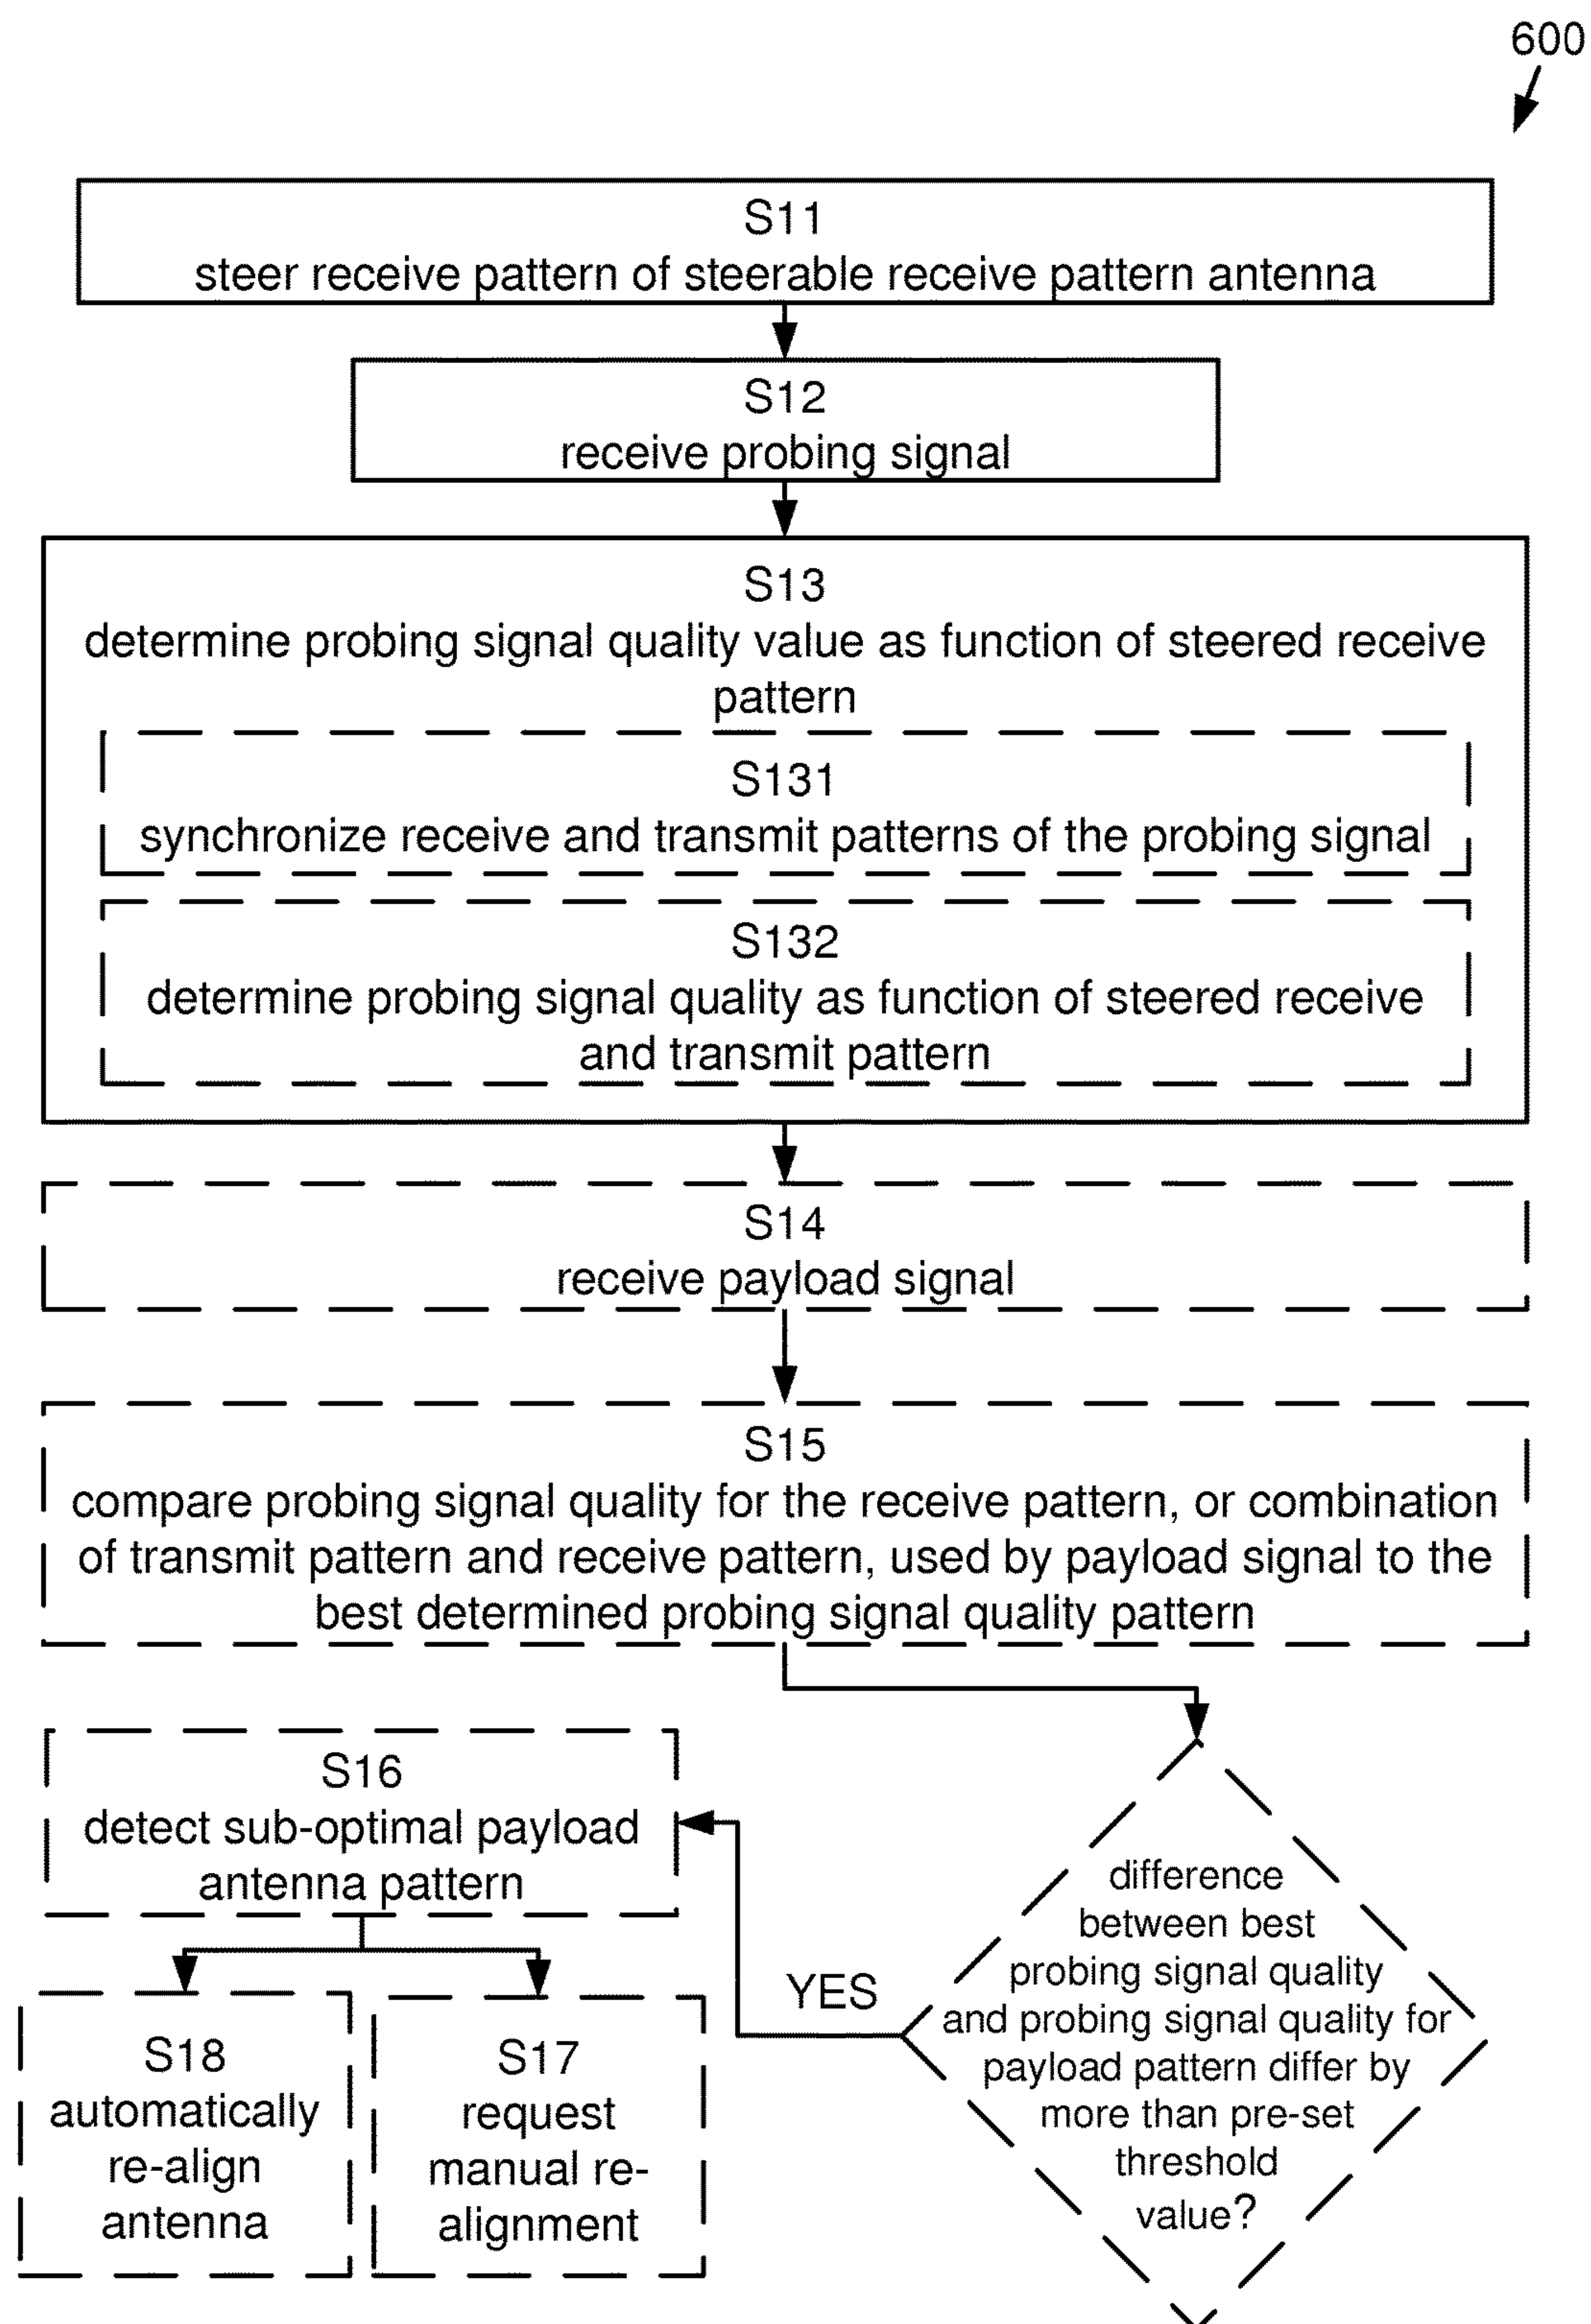 600
S11
steer receive pattern of steerable receive pattern antenna
S12
receive probing signal
S13
determine probing signal quality value as function of steered receive
pattern
S131
synchronize receive and transmit patterns of the probing signal
S132
determine probing signal quality as function of steered receive
and transmit pattern
S14
receive payload signal
S15
compare probing signal quality for the receive pattern, or combination
of transmit pattern and receive pattern, used by payload signal to the
best determined probing signal quality pattern
S16
detect sub-optimal payload
antenna pattern
difference
between best
probing signal quality
and probing signal quality for
payload pattern differ by
more than pre-set
threshold
value?
YES
S18
automatically
re-align
antenna
S17
request
manual re-
alignment